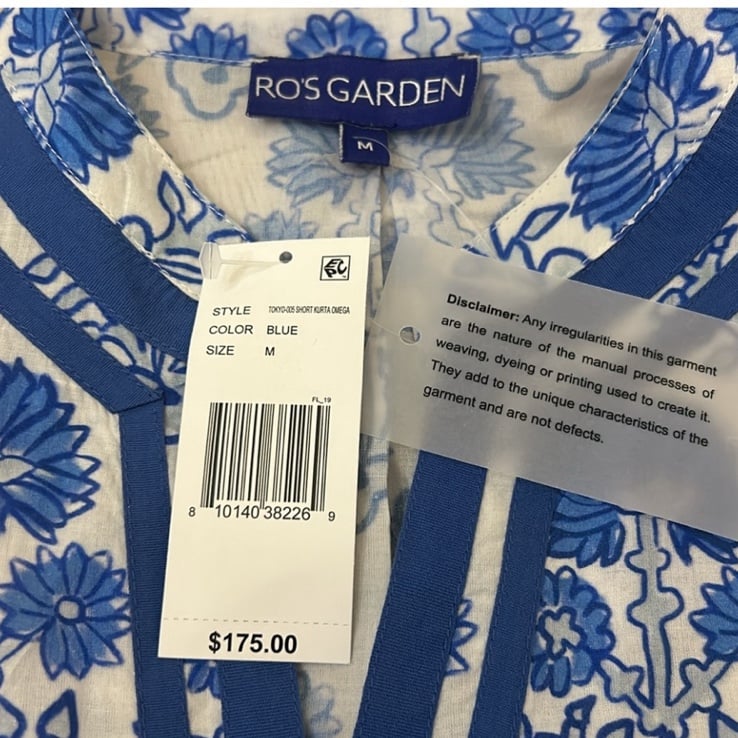 RO'S GARDEN
M
EPC
STYLE TOKYO-005 SHORT KURTA OMEGA
COLOR BLUE
SIZE M
FL_19
8 10140 38226 9
$175.00
Disclaimer: Any irregularities in this garment
are the nature of the manual processes of
weaving, dyeing or printing used to create it.
They add to the unique characteristics of the
garment and are not defects.